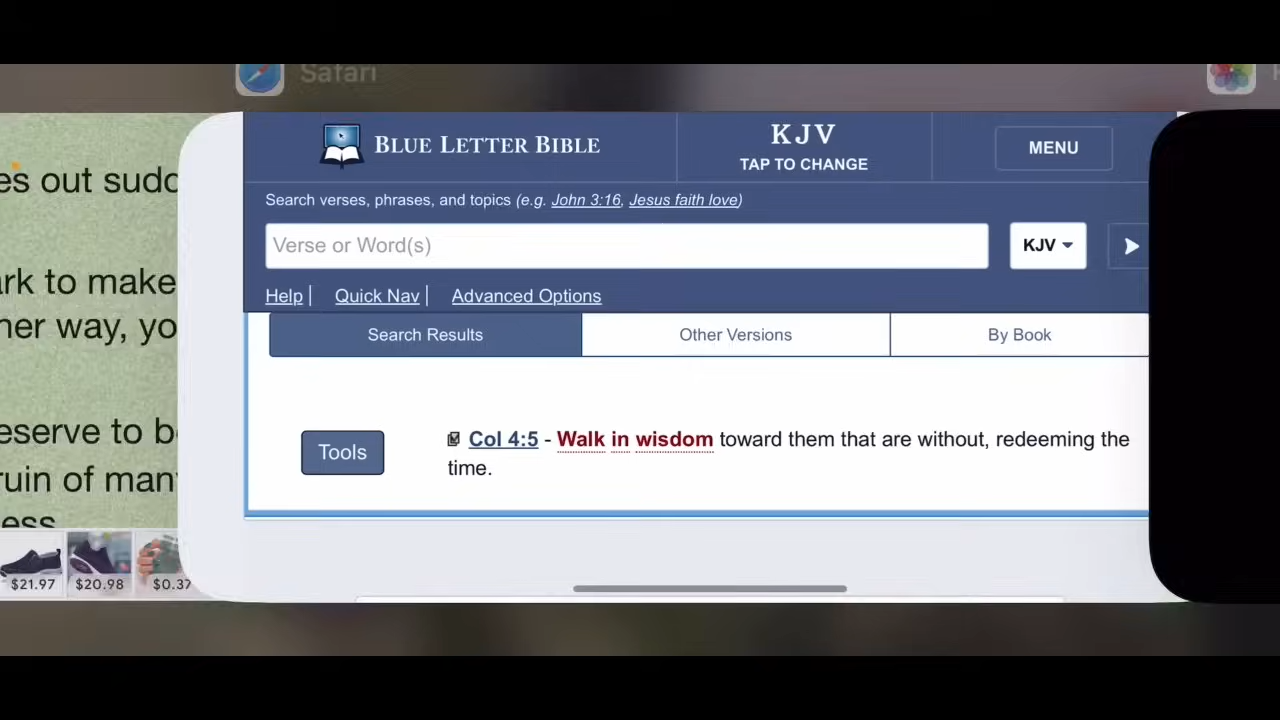 Safari
es out sudd
ark to make
ner way, yo
eserve to b
ruin of man
ess
$21.97
$20.98
$0.37
BLUE LETTER BIBLE
KJV
TAP TO CHANGE
MENU
Search verses, phrases, and topics (e.g. John 3:16, Jesus faith love)
Verse or Word(s)
KJV
Help
Quick Nav
Advanced Options
Search Results
Other Versions
By Book
Tools
Col 4:5 - Walk in wisdom toward them that are without, redeeming the
time.